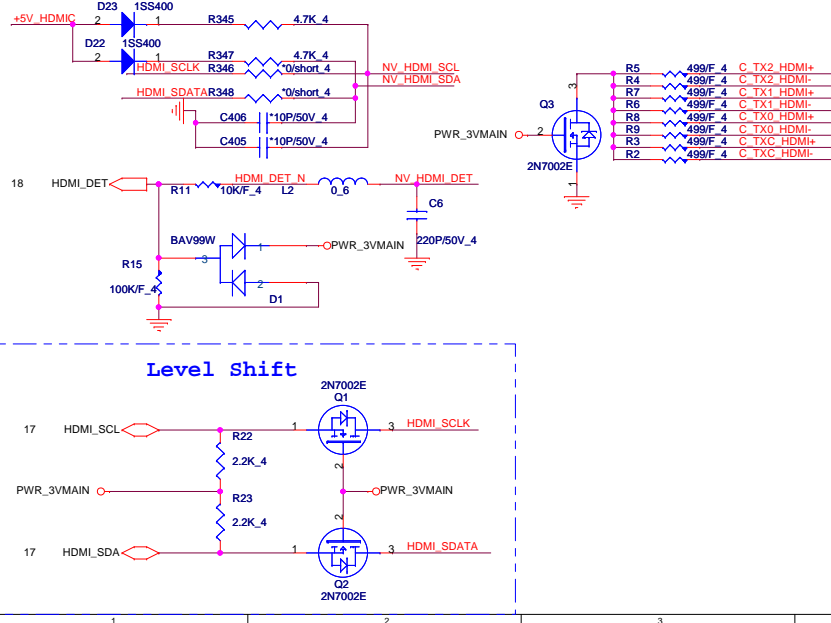 D23 1SS400
+5V_HDMIC 2 1 R345 4.7K_4
D22 1SS400
2 1 R347 4.7K_4
HDMI_SCLK R346 *0/short_4 NV_HDMI_SCL
NV_HDMI_SDA
HDMI_SDATA R348 *0/short_4
C406 *10P/50V_4
C405 *10P/50V_4
R5 499/F_4 C_TX2_HDMI+
R4 499/F_4 C_TX2_HDMI-
R7 499/F_4 C_TX1_HDMI+
R6 499/F_4 C_TX1_HDMI-
R8 499/F_4 C_TX0_HDMI+
R9 499/F_4 C_TX0_HDMI-
R3 499/F_4 C_TXC_HDMI+
R2 499/F_4 C_TXC_HDMI-
3
Q3
PWR_3VMAIN 2
2N7002E
1
18 HDMI_DET R11 10K/F_4 HDMI_DET_N L2 0_6 NV_HDMI_DET
C6
220P/50V_4
BAV99W 1 PWR_3VMAIN
3
R15 2
100K/F_4 D1
Level Shift
2N7002E
Q1
17 HDMI_SCL 1 3 HDMI_SCLK
R22
2.2K_4 2
PWR_3VMAIN PWR_3VMAIN
R23
2.2K_4 2
17 HDMI_SDA 1 3 HDMI_SDATA
Q2
2N7002E
1 2 3